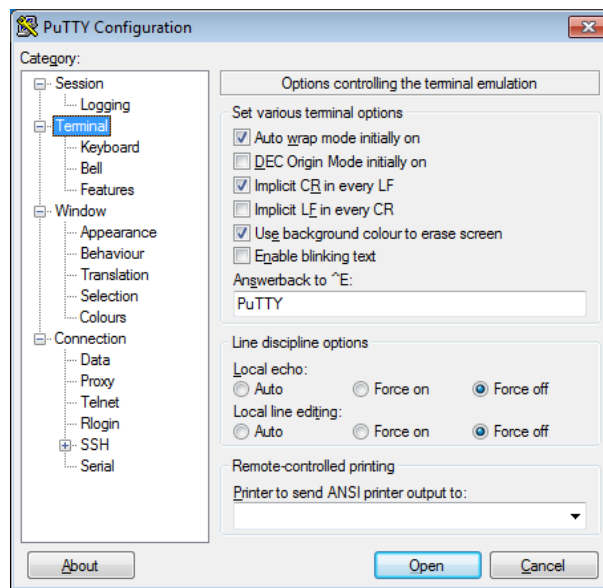 PuTTY Configuration
Category:
Session
Logging
Terminal
Keyboard
Bell
Features
Window
Appearance
Behaviour
Translation
Selection
Colours
Connection
Data
Proxy
Telnet
Rlogin
SSH
Serial
Options controlling the terminal emulation
Set various terminal options
Auto wrap mode initially on
DEC Origin Mode initially on
Implicit CR in every LF
Implicit LF in every CR
Use background colour to erase screen
Enable blinking text
Answerback to ^E:
PuTTY
Line discipline options
Local echo:
Auto Force on Force off
Local line editing:
Auto Force on Force off
Remote-controlled printing
Printer to send ANSI printer output to:
About Open Cancel